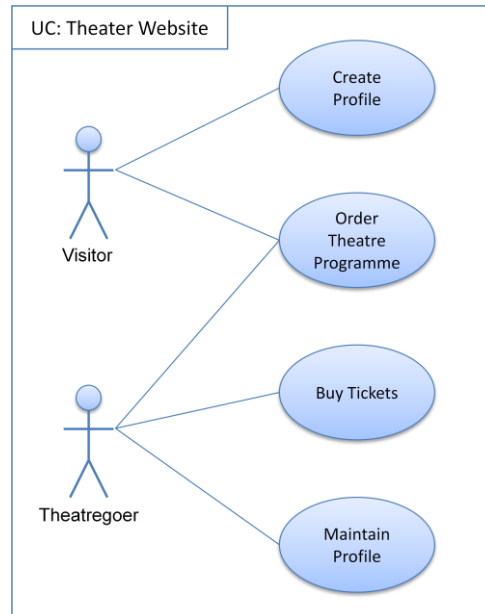 UC: Theater Website
Create
Profile
Visitor
Order
Theatre
Programme
Buy Tickets
Theatregoer
Maintain
Profile